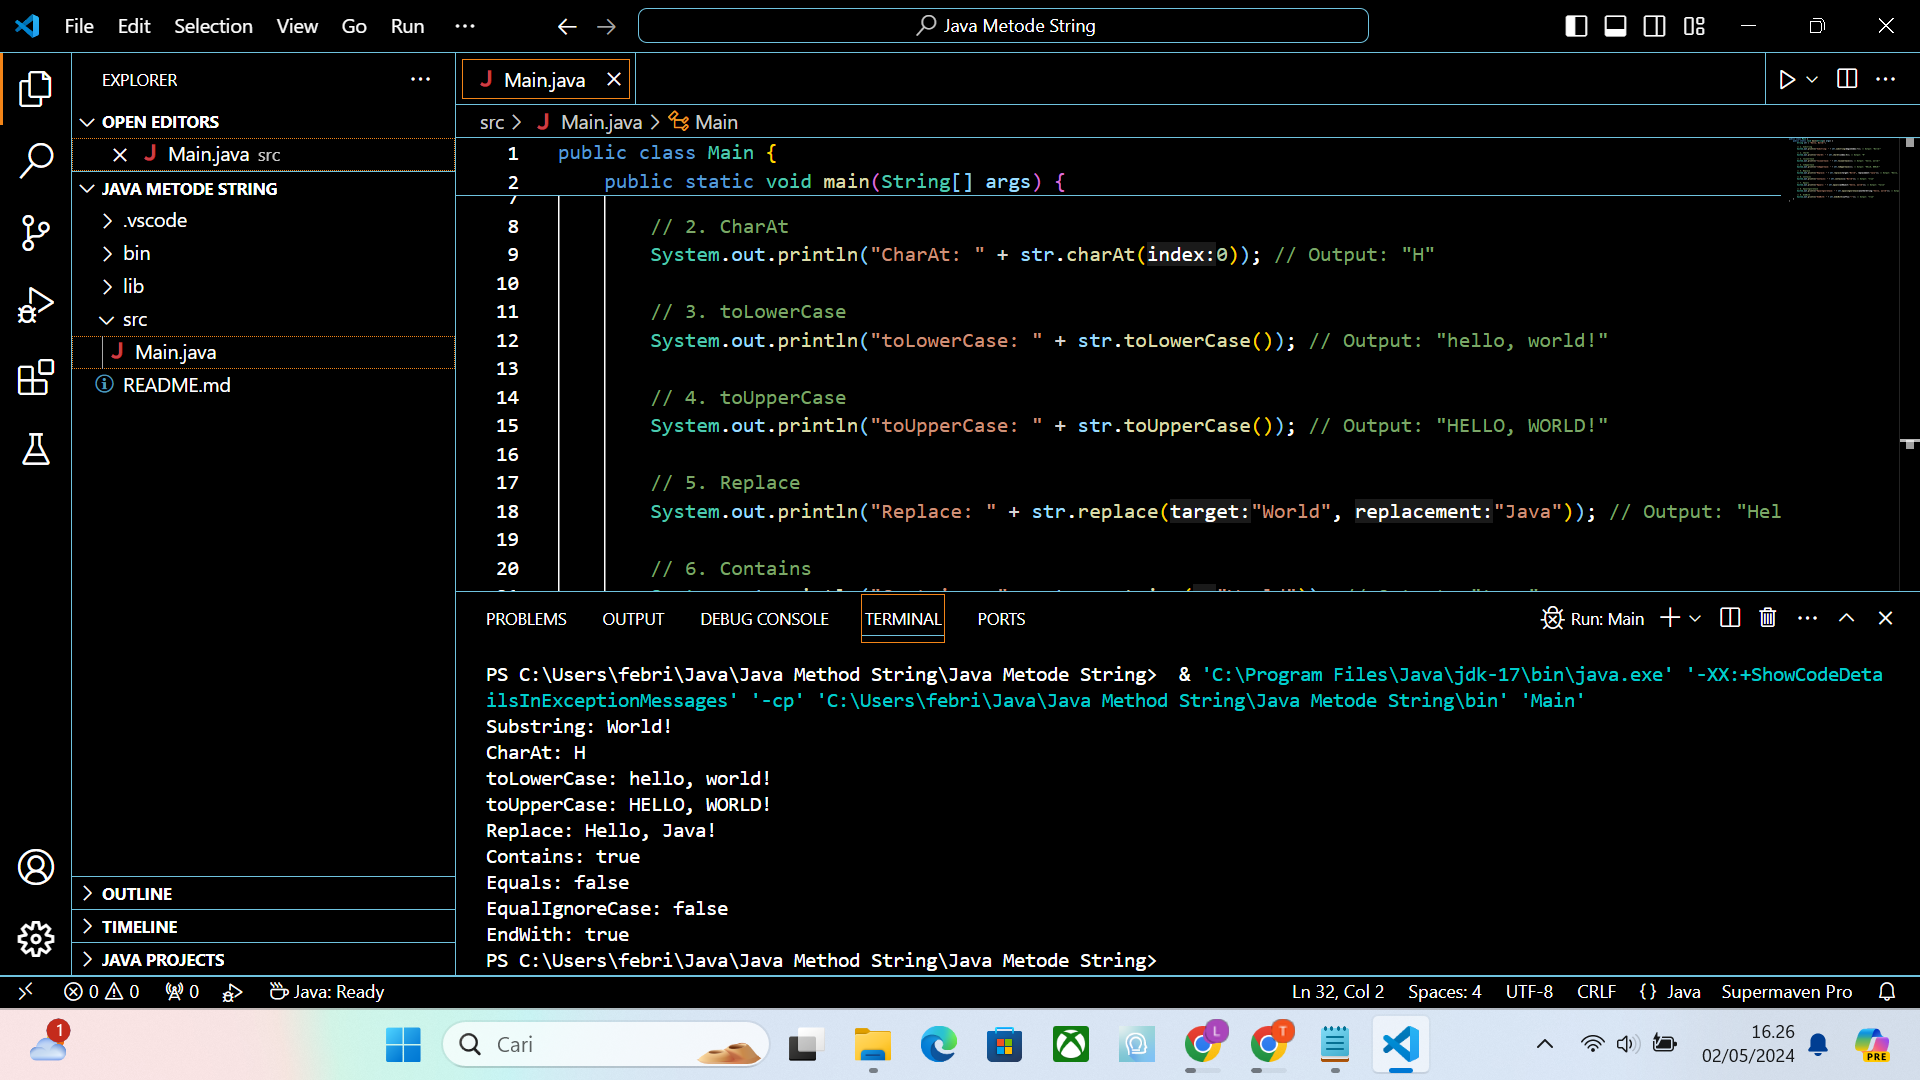 File Edit Selection View Go Run
Java Metode String
EXPLORER
OPEN EDITORS
Main.java src
JAVA METODE STRING
.vscode
bin
lib
src
Main.java
README.md
OUTLINE
TIMELINE
JAVA PROJECTS
Main.java
src > Main.java > Main
1 public class Main {
2 public static void main(String[] args) {
7
8 // 2. CharAt
9 System.out.println("CharAt: " + str.charAt(index:0)); // Output: "H"
10
11 // 3. toLowerCase
12 System.out.println("toLowerCase: " + str.toLowerCase()); // Output: "hello, world!"
13
14 // 4. toUpperCase
15 System.out.println("toUpperCase: " + str.toUpperCase()); // Output: "HELLO, WORLD!"
16
17 // 5. Replace
18 System.out.println("Replace: " + str.replace(target:"World", replacement:"Java")); // Output: "Hel
19
20 // 6. Contains
PROBLEMS OUTPUT DEBUG CONSOLE TERMINAL PORTS
Run: Main
PS C:\Users\febri\Java\Java Method String\Java Metode String> & 'C:\Program Files\Java\jdk-17\bin\java.exe' '-XX:+ShowCodeDeta
ilsInExceptionMessages' '-cp' 'C:\Users\febri\Java\Java Method String\Java Metode String\bin' 'Main'
Substring: World!
CharAt: H
toLowerCase: hello, world!
toUpperCase: HELLO, WORLD!
Replace: Hello, Java!
Contains: true
Equals: false
EqualIgnoreCase: false
EndWith: true
PS C:\Users\febri\Java\Java Method String\Java Metode String>
0 0 0 Java: Ready
Ln 32, Col 2 Spaces: 4 UTF-8 CRLF {} Java Supermaven Pro
1
Cari
L
T
16.26
02/05/2024
PRE